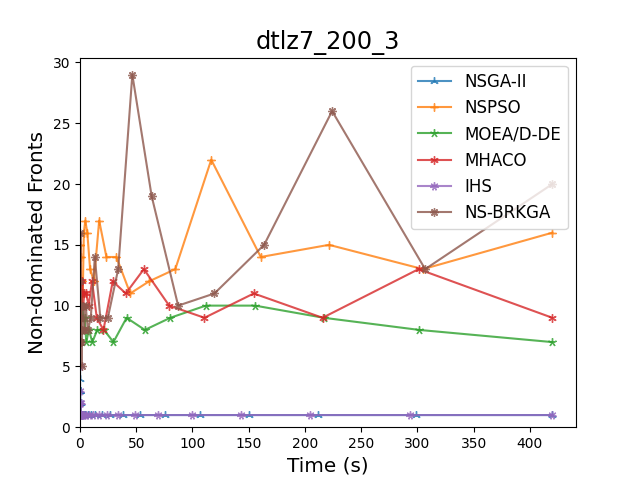 dtlz7_200_3
Non-dominated Fronts
30
25
20
15
10
5
0
0 50 100 150 200 250 300 350 400
Time (s)
NSGA-II
NSPSO
MOEA/D-DE
MHACO
IHS
NS-BRKGA